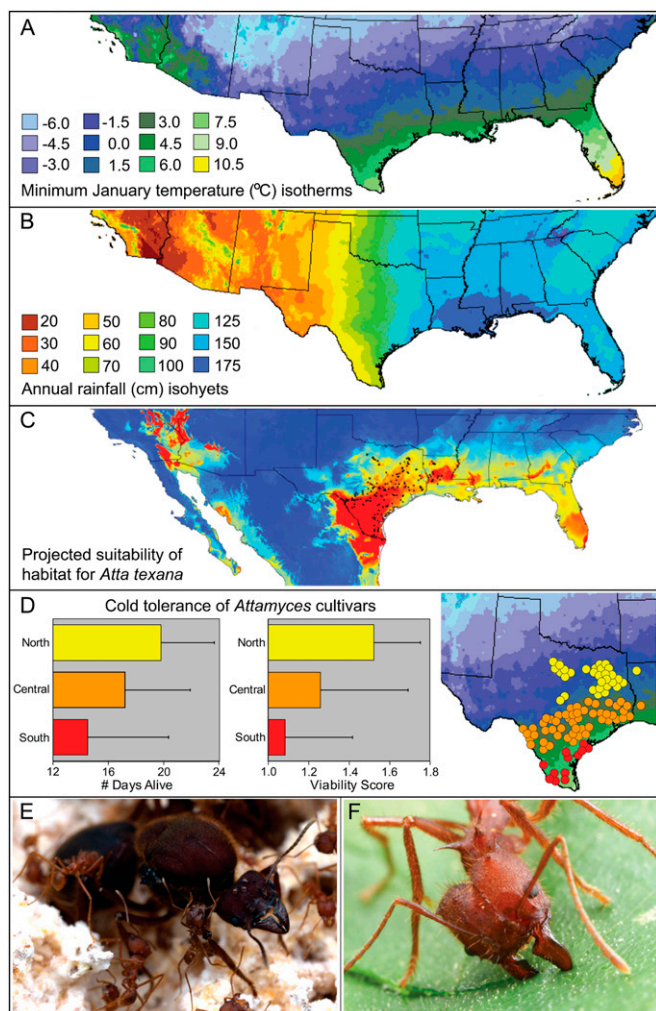 A
-6.0 -1.5 3.0 7.5
-4.5 0.0 4.5 9.0
-3.0 1.5 6.0 10.5
Minimum January temperature (ºC) isotherms
B
20 50 80 125
30 60 90 150
40 70 100 175
Annual rainfall (cm) isohyets
C
Projected suitability of
habitat for Atta texana
D
Cold tolerance of Attamyces cultivars
North
Central
South
12 16 20 24
# Days Alive
North
Central
South
1.0 1.2 1.4 1.6 1.8
Viability Score
E
F